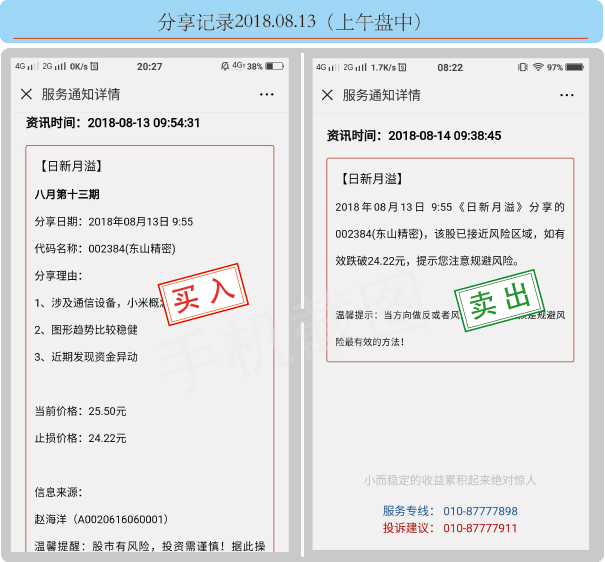 分享记录2018.08.13（上午盘中）
4G 2G 0K/s 20:27 4G 38%
服务通知详情
资讯时间：2018-08-13 09:54:31
【日新月溢】
八月第十三期
分享日期：2018年08月13日 9:55
代码名称：002384(东山精密)
分享理由：
1、涉及通信设备，小米概
2、图形趋势比较稳健
3、近期发现资金异动
买入
当前价格：25.50元
止损价格：24.22元
信息来源：
赵海洋（A0020616060001）
温馨提醒：股市有风险，投资需谨慎！据此操
4G 2G 1.7K/s 08:22 97%
服务通知详情
资讯时间：2018-08-14 09:38:45
【日新月溢】
2018年08月13日 9:55《日新月溢》分享的
002384(东山精密)，该股已接近风险区域，如有
效跌破24.22元，提示您注意规避风险。
卖出
温馨提示：当方向做反或者风 是规避风
险最有效的方法！
小而稳定的收益累积起来绝对惊人
服务专线： 010-87777898
投诉建议： 010-87777911
手机截图